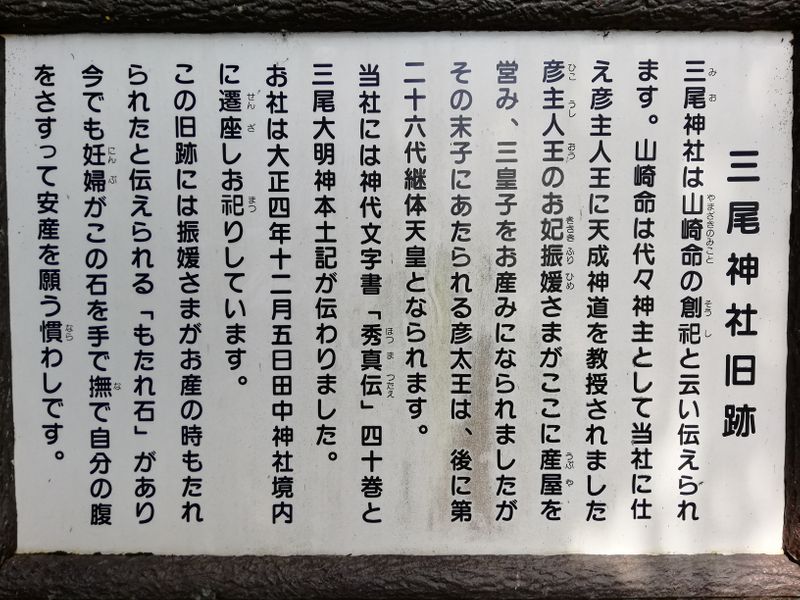 三尾神社旧跡
三尾神社は山崎命の創祀と云い伝えられ
ます。山崎命は代々神主として当社に仕
え彦主人王に天成神道を教授されました
彦主人王のお妃振媛さまがここに産屋を
営み、三皇子をお産みになられましたが
その末子にあたられる彦太王は、後に第
二十六代継体天皇となられます。
当社には神代文字書「秀真伝」四十巻と
三尾大明神本土記が伝わりました。
お社は大正四年十二月五日田中神社境内
に遷座しお祀りしています。
この旧跡には振媛さまがお産の時もたれ
られたと伝えられる「もたれ石」があり
今でも妊婦がこの石を手で撫で自分の腹
をさすって安産を願う慣わしです。